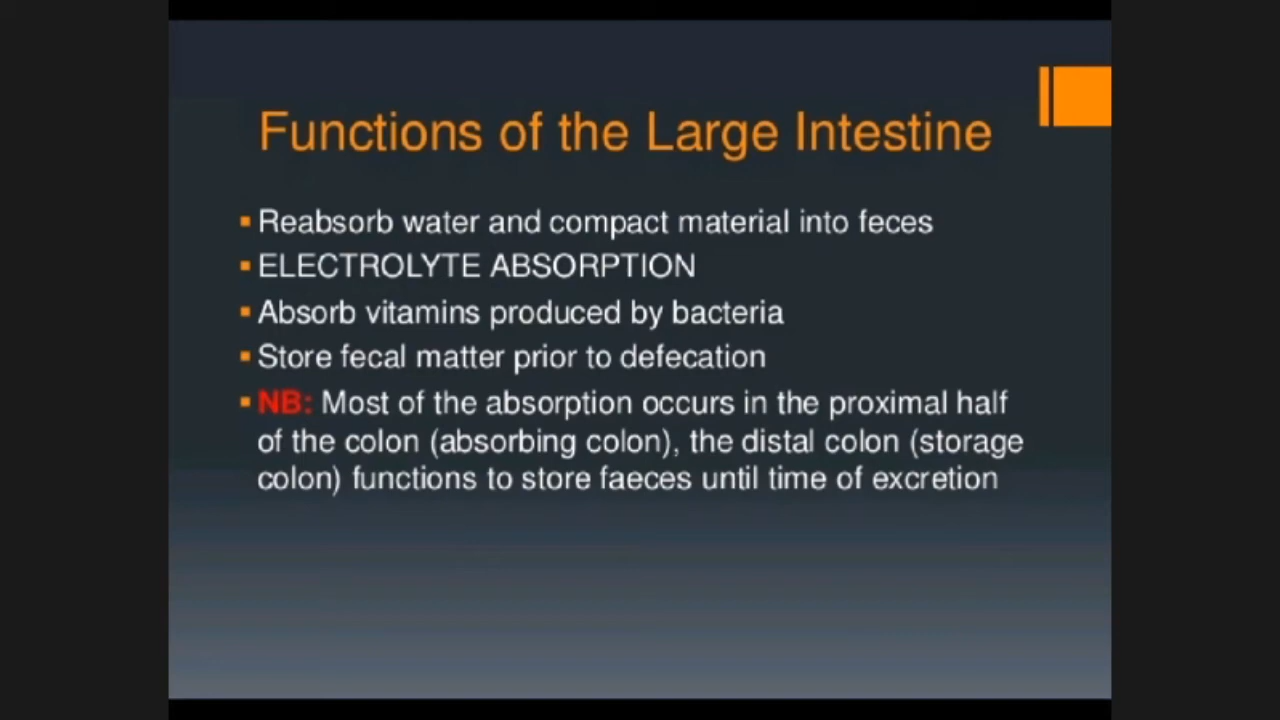 Functions of the Large Intestine
▪Reabsorb water and compact material into feces
▪ELECTROLYTE ABSORPTION
▪Absorb vitamins produced by bacteria
▪Store fecal matter prior to defecation
▪NB: Most of the absorption occurs in the proximal half
of the colon (absorbing colon), the distal colon (storage
colon) functions to store faeces until time of excretion